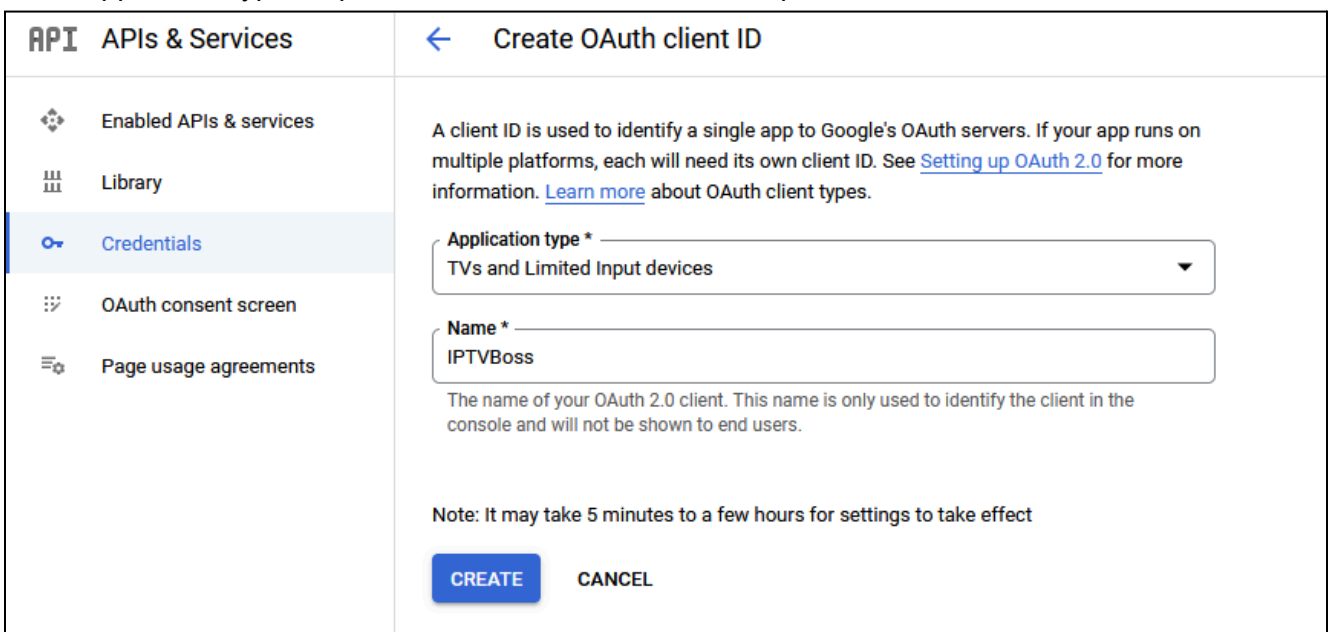 API APIs & Services
Create OAuth client ID
Enabled APIs & services
Library
Credentials
OAuth consent screen
Page usage agreements
A client ID is used to identify a single app to Google's OAuth servers. If your app runs on
multiple platforms, each will need its own client ID. See Setting up OAuth 2.0 for more
information. Learn more about OAuth client types.
Application type *
TVs and Limited Input devices
Name *
IPTVBoss
The name of your OAuth 2.0 client. This name is only used to identify the client in the
console and will not be shown to end users.
Note: It may take 5 minutes to a few hours for settings to take effect
CREATE CANCEL